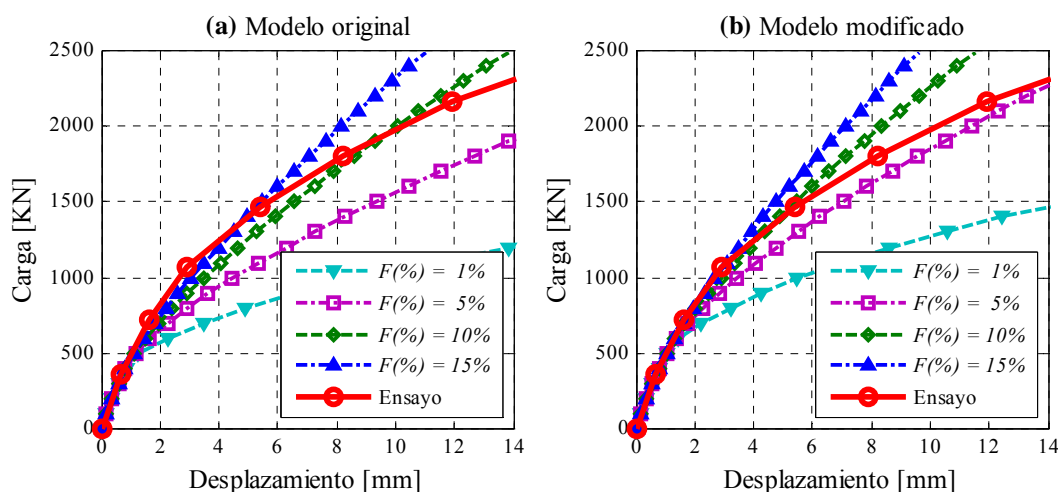 (a) Modelo original
Carga [KN]
2500
2000
1500
1000
500
0
0 2 4 6 8 10 12 14
Desplazamiento [mm]
F(%) = 1%
F(%) = 5%
F(%) = 10%
F(%) = 15%
Ensayo
(b) Modelo modificado
Carga [KN]
2500
2000
1500
1000
500
0
0 2 4 6 8 10 12 14
Desplazamiento [mm]
F(%) = 1%
F(%) = 5%
F(%) = 10%
F(%) = 15%
Ensayo